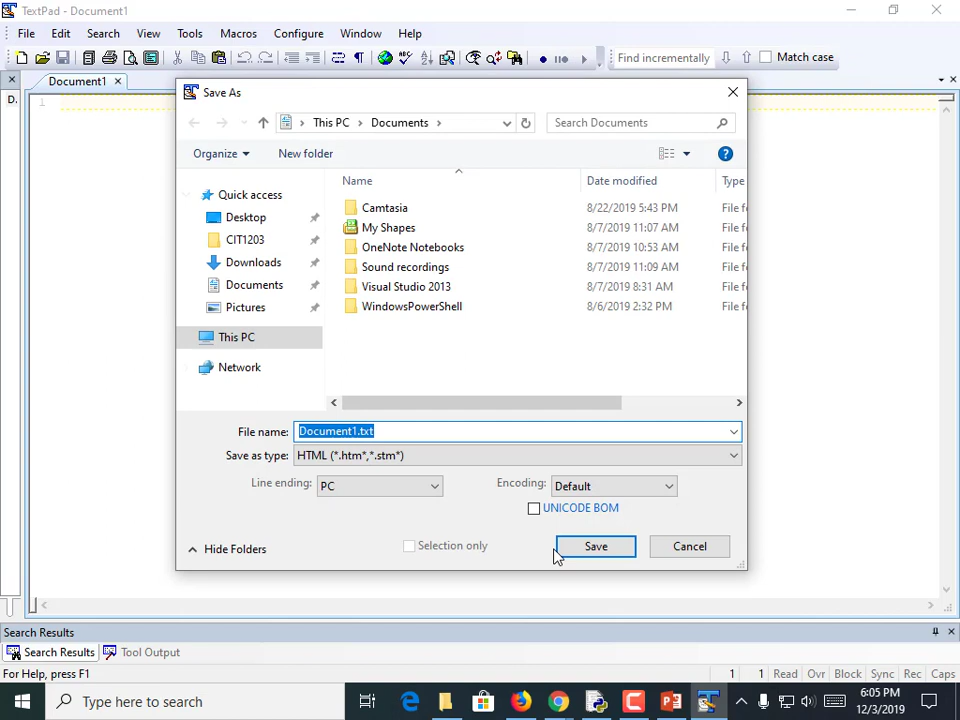 TextPad - Document1
File Edit Search View Tools Macros Configure Window Help
Find incrementally Match case
Document1
D.
1
Save As
This PC Documents Search Documents
Organize New folder
Name Date modified Type
Quick access
Desktop
CIT1203
Downloads
Documents
Pictures
This PC
Network
Camtasia 8/22/2019 5:43 PM File f
My Shapes 8/7/2019 11:07 AM File f
OneNote Notebooks 8/7/2019 10:53 AM File f
Sound recordings 8/7/2019 11:09 AM File f
Visual Studio 2013 8/7/2019 8:31 AM File f
WindowsPowerShell 8/6/2019 2:32 PM File f
File name: Document1.txt
Save as type: HTML (*.htm*,*.stm*)
Line ending: PC Encoding: Default
UNICODE BOM
Hide Folders Selection only Save Cancel
Search Results
Search Results Tool Output
For Help, press F1 1 1 Read Ovr Block Sync Rec Caps
Type here to search
6:05 PM
12/3/2019